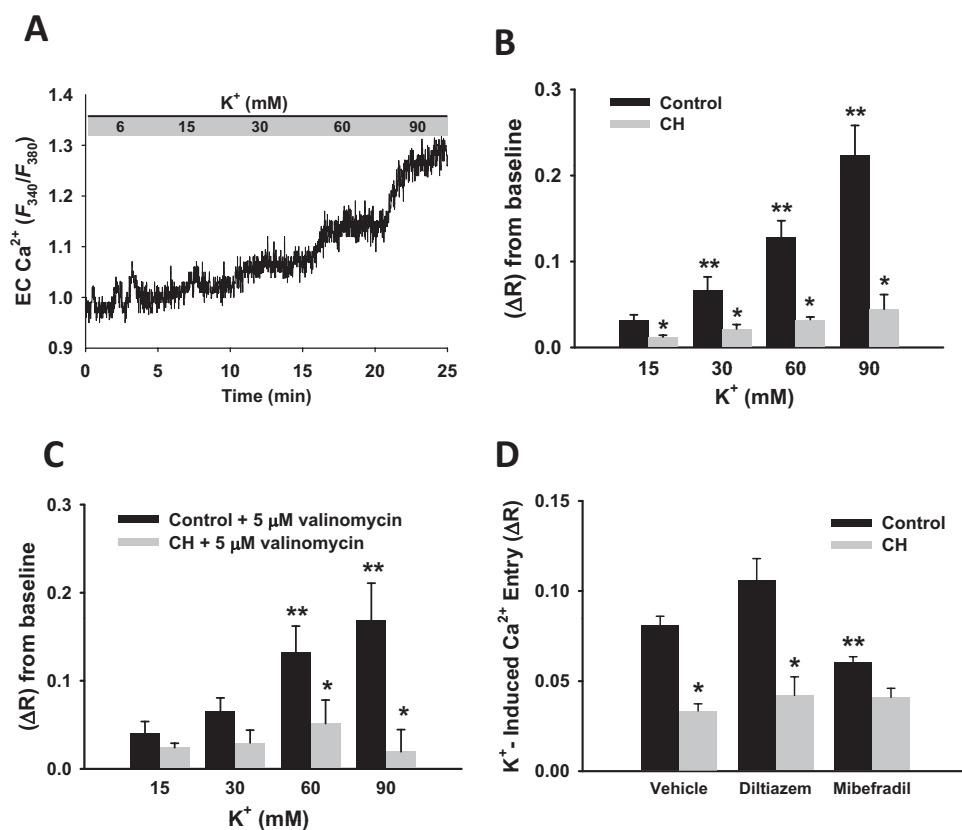 A
K⁺ (mM)
6 15 30 60 90
EC Ca²⁺ (F₃₄₀/F₃₈₀)
1.4
1.3
1.2
1.1
1.0
0.9
0 5 10 15 20 25
Time (min)
B
(ΔR) from baseline
0.3
0.2
0.1
0.0
Control
CH
* ** * ** * ** *
15 30 60 90
K⁺ (mM)
C
(ΔR) from baseline
0.3
0.2
0.1
0.0
Control + 5 μM valinomycin
CH + 5 μM valinomycin
** * ** *
15 30 60 90
K⁺ (mM)
D
K⁺- Induced Ca²⁺ Entry (ΔR)
0.15
0.10
0.05
0.00
Control
CH
* * **
Vehicle Diltiazem Mibefradil